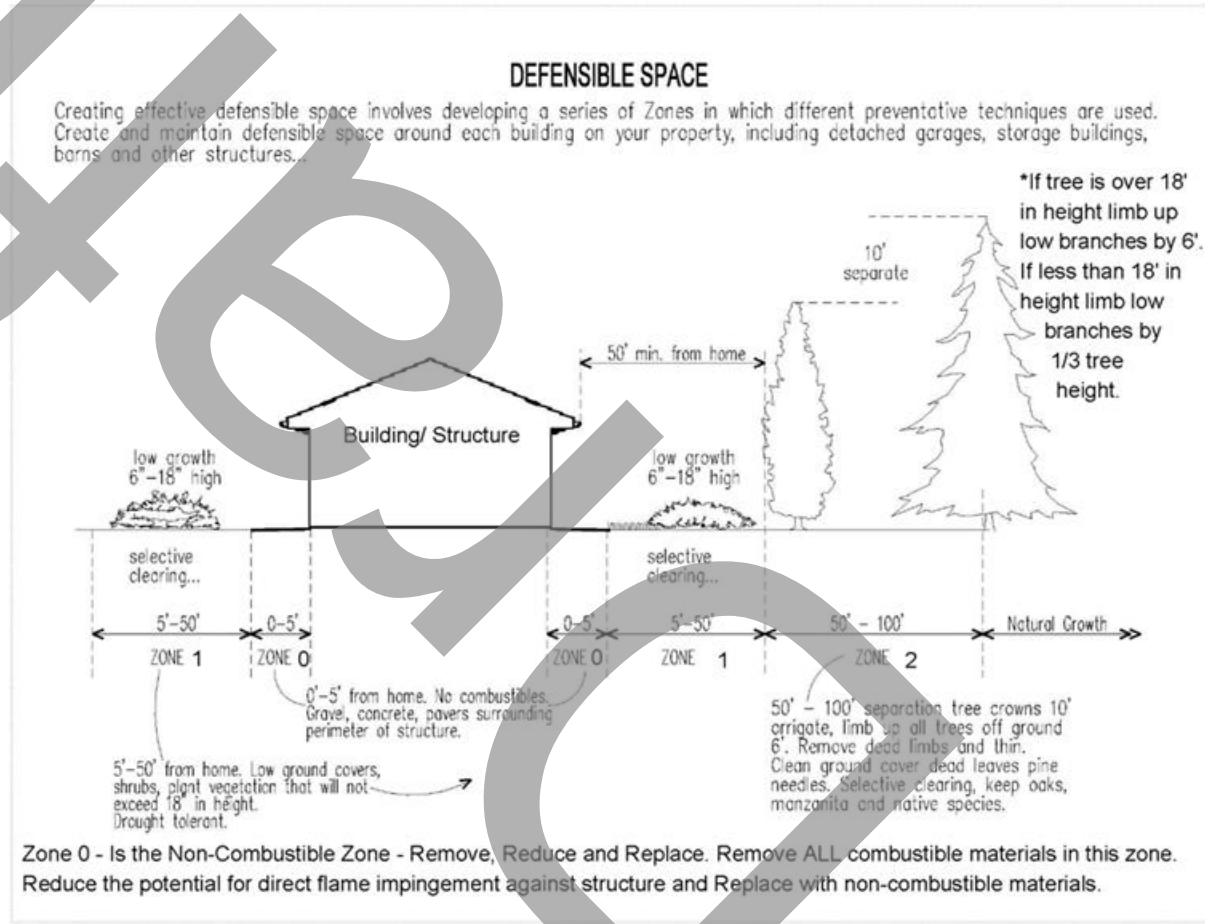 DEFENSIBLE SPACE
Creating effective defensible space involves developing a series of Zones in which different preventative techniques are used.
Create and maintain defensible space around each building on your property, including detached garages, storage buildings,
barns and other structures...
*If tree is over 18'
in height limb up
low branches by 6'.
If less than 18' in
height limb low
branches by
1/3 tree
height.
10'
separate
50' min. from home
Building/ Structure
low growth
6"-18" high
low growth
6"-18" high
selective
clearing...
selective
clearing...
5'-50'
0-5'
0-5'
5'-50'
50' - 100'
Natural Growth
ZONE 1
ZONE 0
ZONE 0
ZONE 1
ZONE 2
0'-5' from home. No combustibles.
Gravel, concrete, pavers surrounding
perimeter of structure.
5'-50' from home. Low ground covers,
shrubs, plant vegetation that will not
exceed 18" in height.
Drought tolerant.
50' - 100' separation tree crowns 10'
orrigate, limb up all trees off ground
6'. Remove dead limbs and thin.
Clean ground cover dead leaves pine
needles. Selective clearing, keep oaks,
manzanita and native species.
Zone 0 - Is the Non-Combustible Zone - Remove, Reduce and Replace. Remove ALL combustible materials in this zone.
Reduce the potential for direct flame impingement against structure and Replace with non-combustible materials.